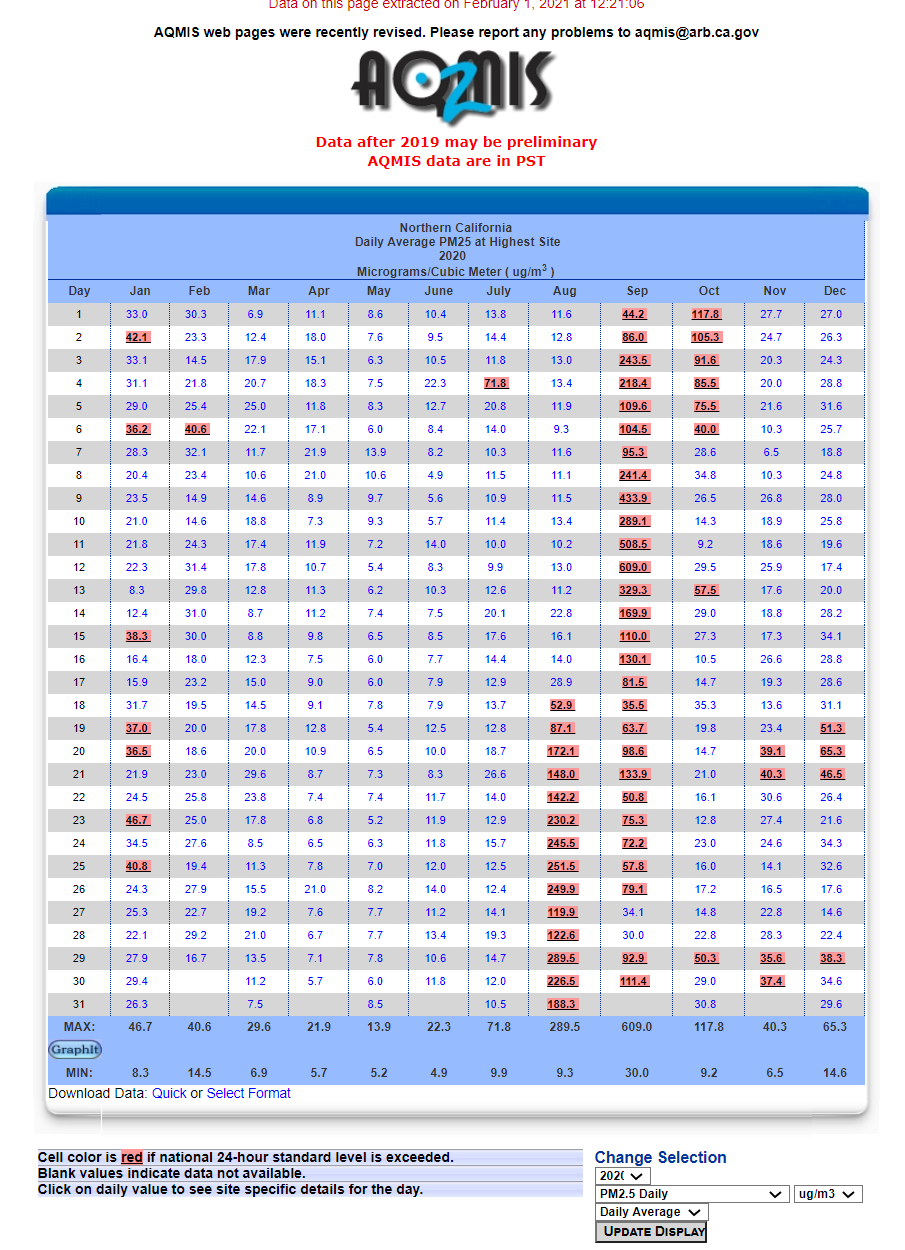 Data on this page extracted on February 1, 2021 at 12:21:06
AQMIS web pages were recently revised. Please report any problems to aqmis@arb.ca.gov
AQMIS 2
Data after 2019 may be preliminary
AQMIS data are in PST
Northern California
Daily Average PM25 at Highest Site
2020
Micrograms/Cubic Meter ( ug/m3 )
Day Jan Feb Mar Apr May June July Aug Sep Oct Nov Dec
1 33.0 30.3 6.9 11.1 8.6 10.4 13.8 11.6 44.2 117.8 27.7 27.0
2 42.1 23.3 12.4 18.0 7.6 9.5 14.4 12.8 86.0 105.3 24.7 26.3
3 33.1 14.5 17.9 15.1 6.3 10.5 11.8 13.0 243.5 91.6 20.3 24.3
4 31.1 21.8 20.7 18.3 7.5 22.3 71.8 13.4 218.4 85.5 20.0 28.8
5 29.0 25.4 25.0 11.8 8.3 12.7 20.8 11.9 109.6 75.5 21.6 31.6
6 36.2 40.6 22.1 17.1 6.0 8.4 14.0 9.3 104.5 40.0 10.3 25.7
7 28.3 32.1 11.7 21.9 13.9 8.2 10.3 11.6 95.3 28.6 6.5 18.8
8 20.4 23.4 10.6 21.0 10.6 4.9 11.5 11.1 241.4 34.8 10.3 24.8
9 23.5 14.9 14.6 8.9 9.7 5.6 10.9 11.5 433.9 26.5 26.8 28.0
10 21.0 14.6 18.8 7.3 9.3 5.7 11.4 13.4 289.1 14.3 18.9 25.8
11 21.8 24.3 17.4 11.9 7.2 14.0 10.0 10.2 508.5 9.2 18.6 19.6
12 22.3 31.4 17.8 10.7 5.4 8.3 9.9 13.0 609.0 29.5 25.9 17.4
13 8.3 29.8 12.8 11.3 6.2 10.3 12.6 11.2 329.3 57.5 17.6 20.0
14 12.4 31.0 8.7 11.2 7.4 7.5 20.1 22.8 169.9 29.0 18.8 28.2
15 38.3 30.0 8.8 9.8 6.5 8.5 17.6 16.1 110.0 27.3 17.3 34.1
16 16.4 18.0 12.3 7.5 6.0 7.7 14.4 14.0 130.1 10.5 26.6 28.8
17 15.9 23.2 15.0 9.0 6.0 7.9 12.9 28.9 81.5 14.7 19.3 28.6
18 31.7 19.5 14.5 9.1 7.8 7.9 13.7 52.9 35.5 35.3 13.6 31.1
19 37.0 20.0 17.8 12.8 5.4 12.5 12.8 87.1 63.7 19.8 23.4 51.3
20 36.5 18.6 20.0 10.9 6.5 10.0 18.7 172.1 98.6 14.7 39.1 65.3
21 21.9 23.0 29.6 8.7 7.3 8.3 26.6 148.0 133.9 21.0 40.3 46.5
22 24.5 25.8 23.8 7.4 7.4 11.7 14.0 142.2 50.8 16.1 30.6 26.4
23 46.7 25.0 17.8 6.8 5.2 11.9 12.9 230.2 75.3 12.8 27.4 21.6
24 34.5 27.6 8.5 6.5 6.3 11.8 15.7 245.5 72.2 23.0 24.6 34.3
25 40.8 19.4 11.3 7.8 7.0 12.0 12.5 251.5 57.8 16.0 14.1 32.6
26 24.3 27.9 15.5 21.0 8.2 14.0 12.4 249.9 79.1 17.2 16.5 17.6
27 25.3 22.7 19.2 7.6 7.7 11.2 14.1 119.9 34.1 14.8 22.8 14.6
28 22.1 29.2 21.0 6.7 7.7 13.4 19.3 122.6 30.0 22.8 28.3 22.4
29 27.9 16.7 13.5 7.1 7.8 10.6 14.7 289.5 92.9 50.3 35.6 38.3
30 29.4 11.2 5.7 6.0 11.8 12.0 226.5 111.4 29.0 37.4 34.6
31 26.3 7.5 8.5 10.5 188.3 30.8 29.6
MAX: 46.7 40.6 29.6 21.9 13.9 22.3 71.8 289.5 609.0 117.8 40.3 65.3
GraphIt
MIN: 8.3 14.5 6.9 5.7 5.2 4.9 9.9 9.3 30.0 9.2 6.5 14.6
Download Data: Quick or Select Format
Cell color is red if national 24-hour standard level is exceeded.
Blank values indicate data not available.
Click on daily value to see site specific details for the day.
Change Selection
PM2.5 Daily ug/m3
Daily Average
UPDATE DISPLAY